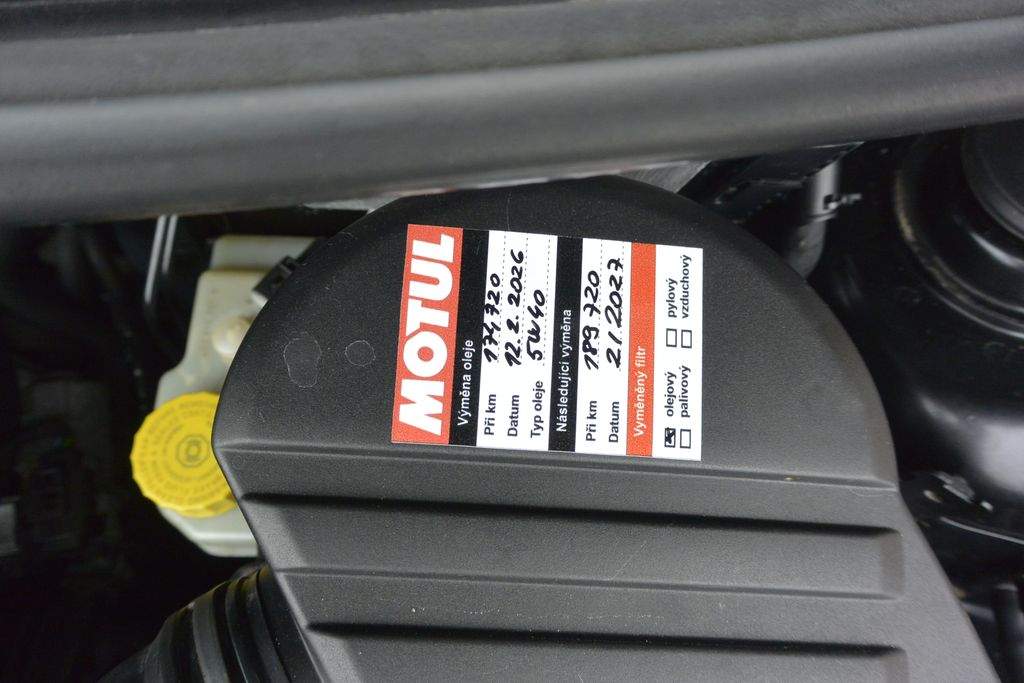 MOTUL
Výměna oleje
Při km 174 720
Datum 12. 2. 2026
Typ oleje 5W40
Následující výměna
Při km 189 720
Datum 2/2027
Vyměněný filtr
☒ olejový ☐ pylový
☐ palivový ☐ vzduchový